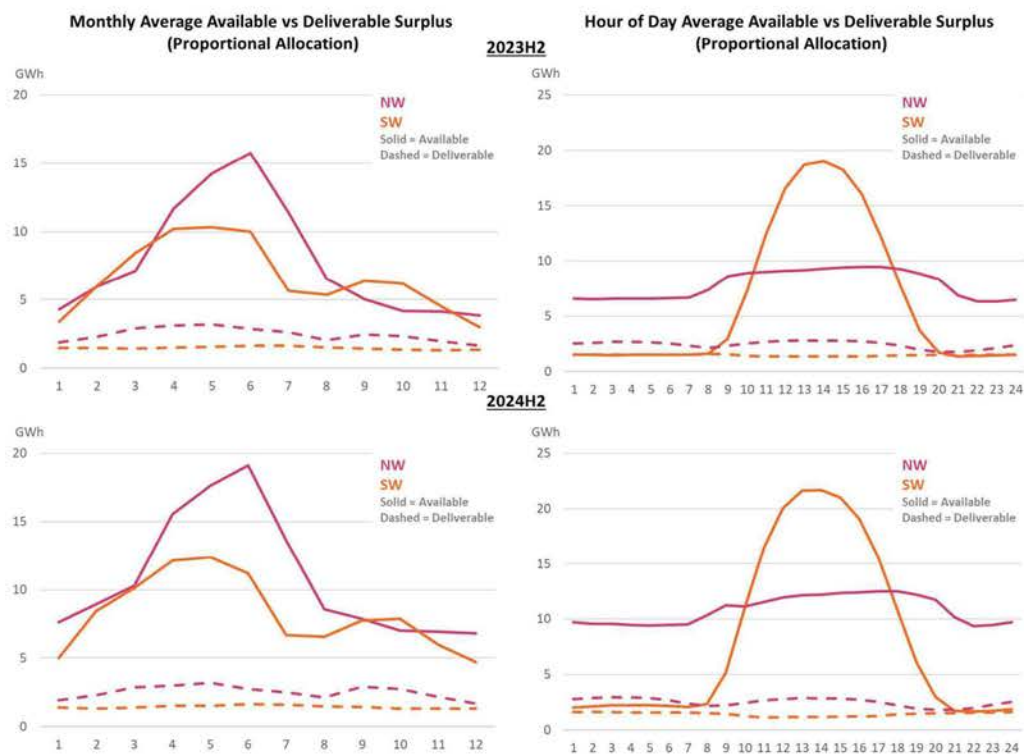 Monthly Average Available vs Deliverable Surplus
(Proportional Allocation)
Hour of Day Average Available vs Deliverable Surplus
(Proportional Allocation)
2023H2
GWh
20
15
10
5
0
NW
SW
Solid = Available
Dashed = Deliverable
1 2 3 4 5 6 7 8 9 10 11 12
GWh
25
20
15
10
5
0
NW
SW
Solid = Available
Dashed = Deliverable
1 2 3 4 5 6 7 8 9 10 11 12 13 14 15 16 17 18 19 20 21 22 23 24
2024H2
GWh
20
15
10
5
0
NW
SW
Solid = Available
Dashed = Deliverable
1 2 3 4 5 6 7 8 9 10 11 12
GWh
25
20
15
10
5
0
NW
SW
Solid = Available
Dashed = Deliverable
1 2 3 4 5 6 7 8 9 10 11 12 13 14 15 16 17 18 19 20 21 22 23 24